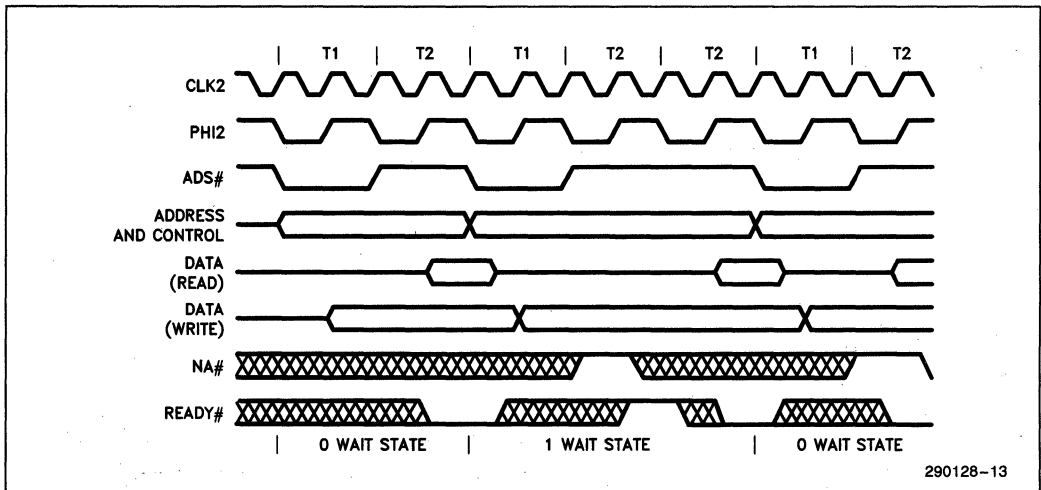 | T1 | T2 | T1 | T2 | T2 | T1 | T2
CLK2
PHI2
ADS#
ADDRESS
AND CONTROL
DATA
(READ)
DATA
(WRITE)
NA#
READY#
| 0 WAIT STATE | 1 WAIT STATE | 0 WAIT STATE
290128-13